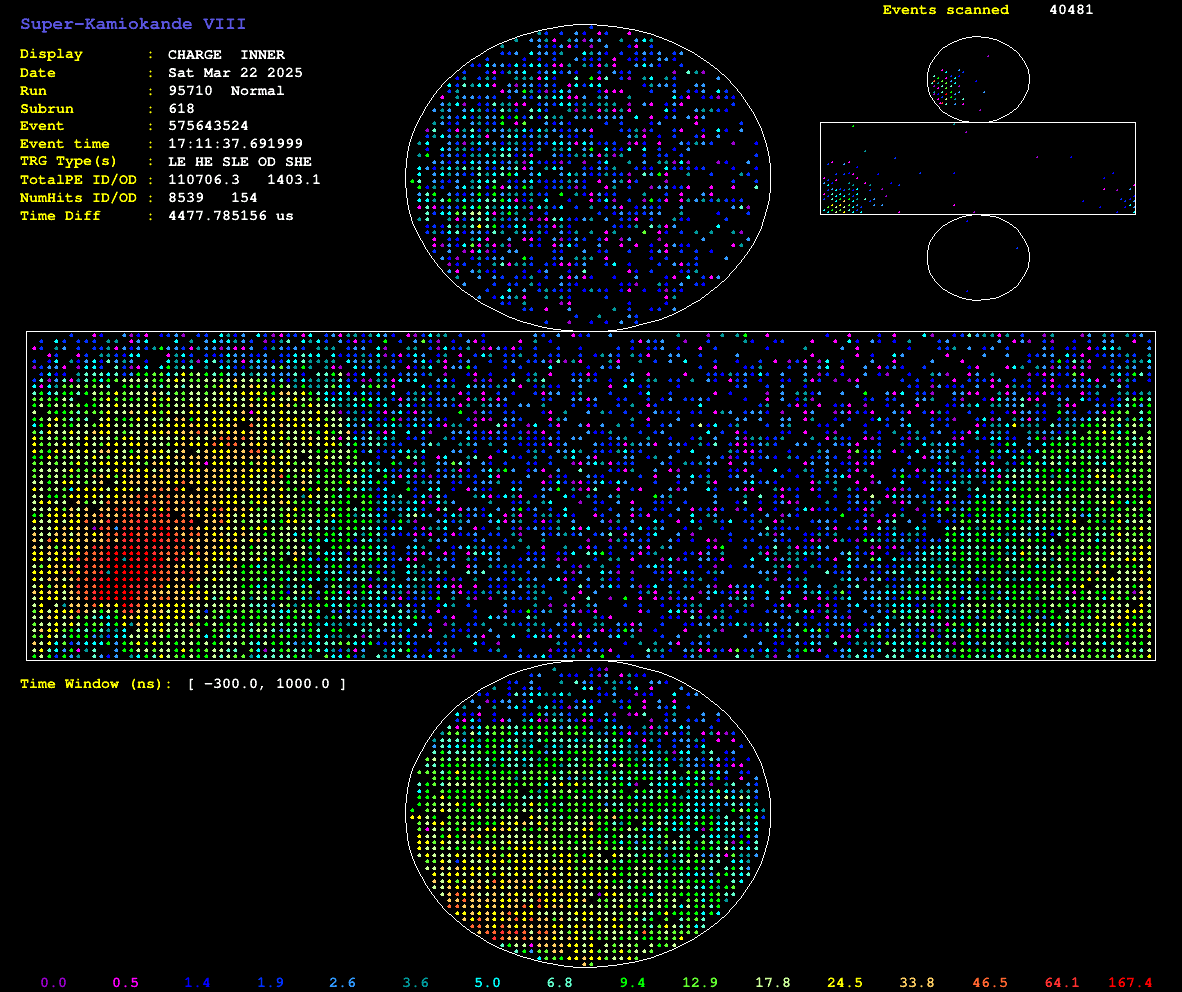 Super-Kamiokande VIII
Events scanned 40481
Display : CHARGE INNER
Date : Sat Mar 22 2025
Run : 95710 Normal
Subrun : 618
Event : 575643524
Event time : 17:11:37.691999
TRG Type(s) : LE HE SLE OD SHE
TotalPE ID/OD : 110706.3 1403.1
NumHits ID/OD : 8539 154
Time Diff : 4477.785156 us
Time Window (ns): [ −300.0, 1000.0 ]
0.0 0.5 1.4 1.9 2.6 3.6 5.0 6.8 9.4 12.9 17.8 24.5 33.8 46.5 64.1 167.4